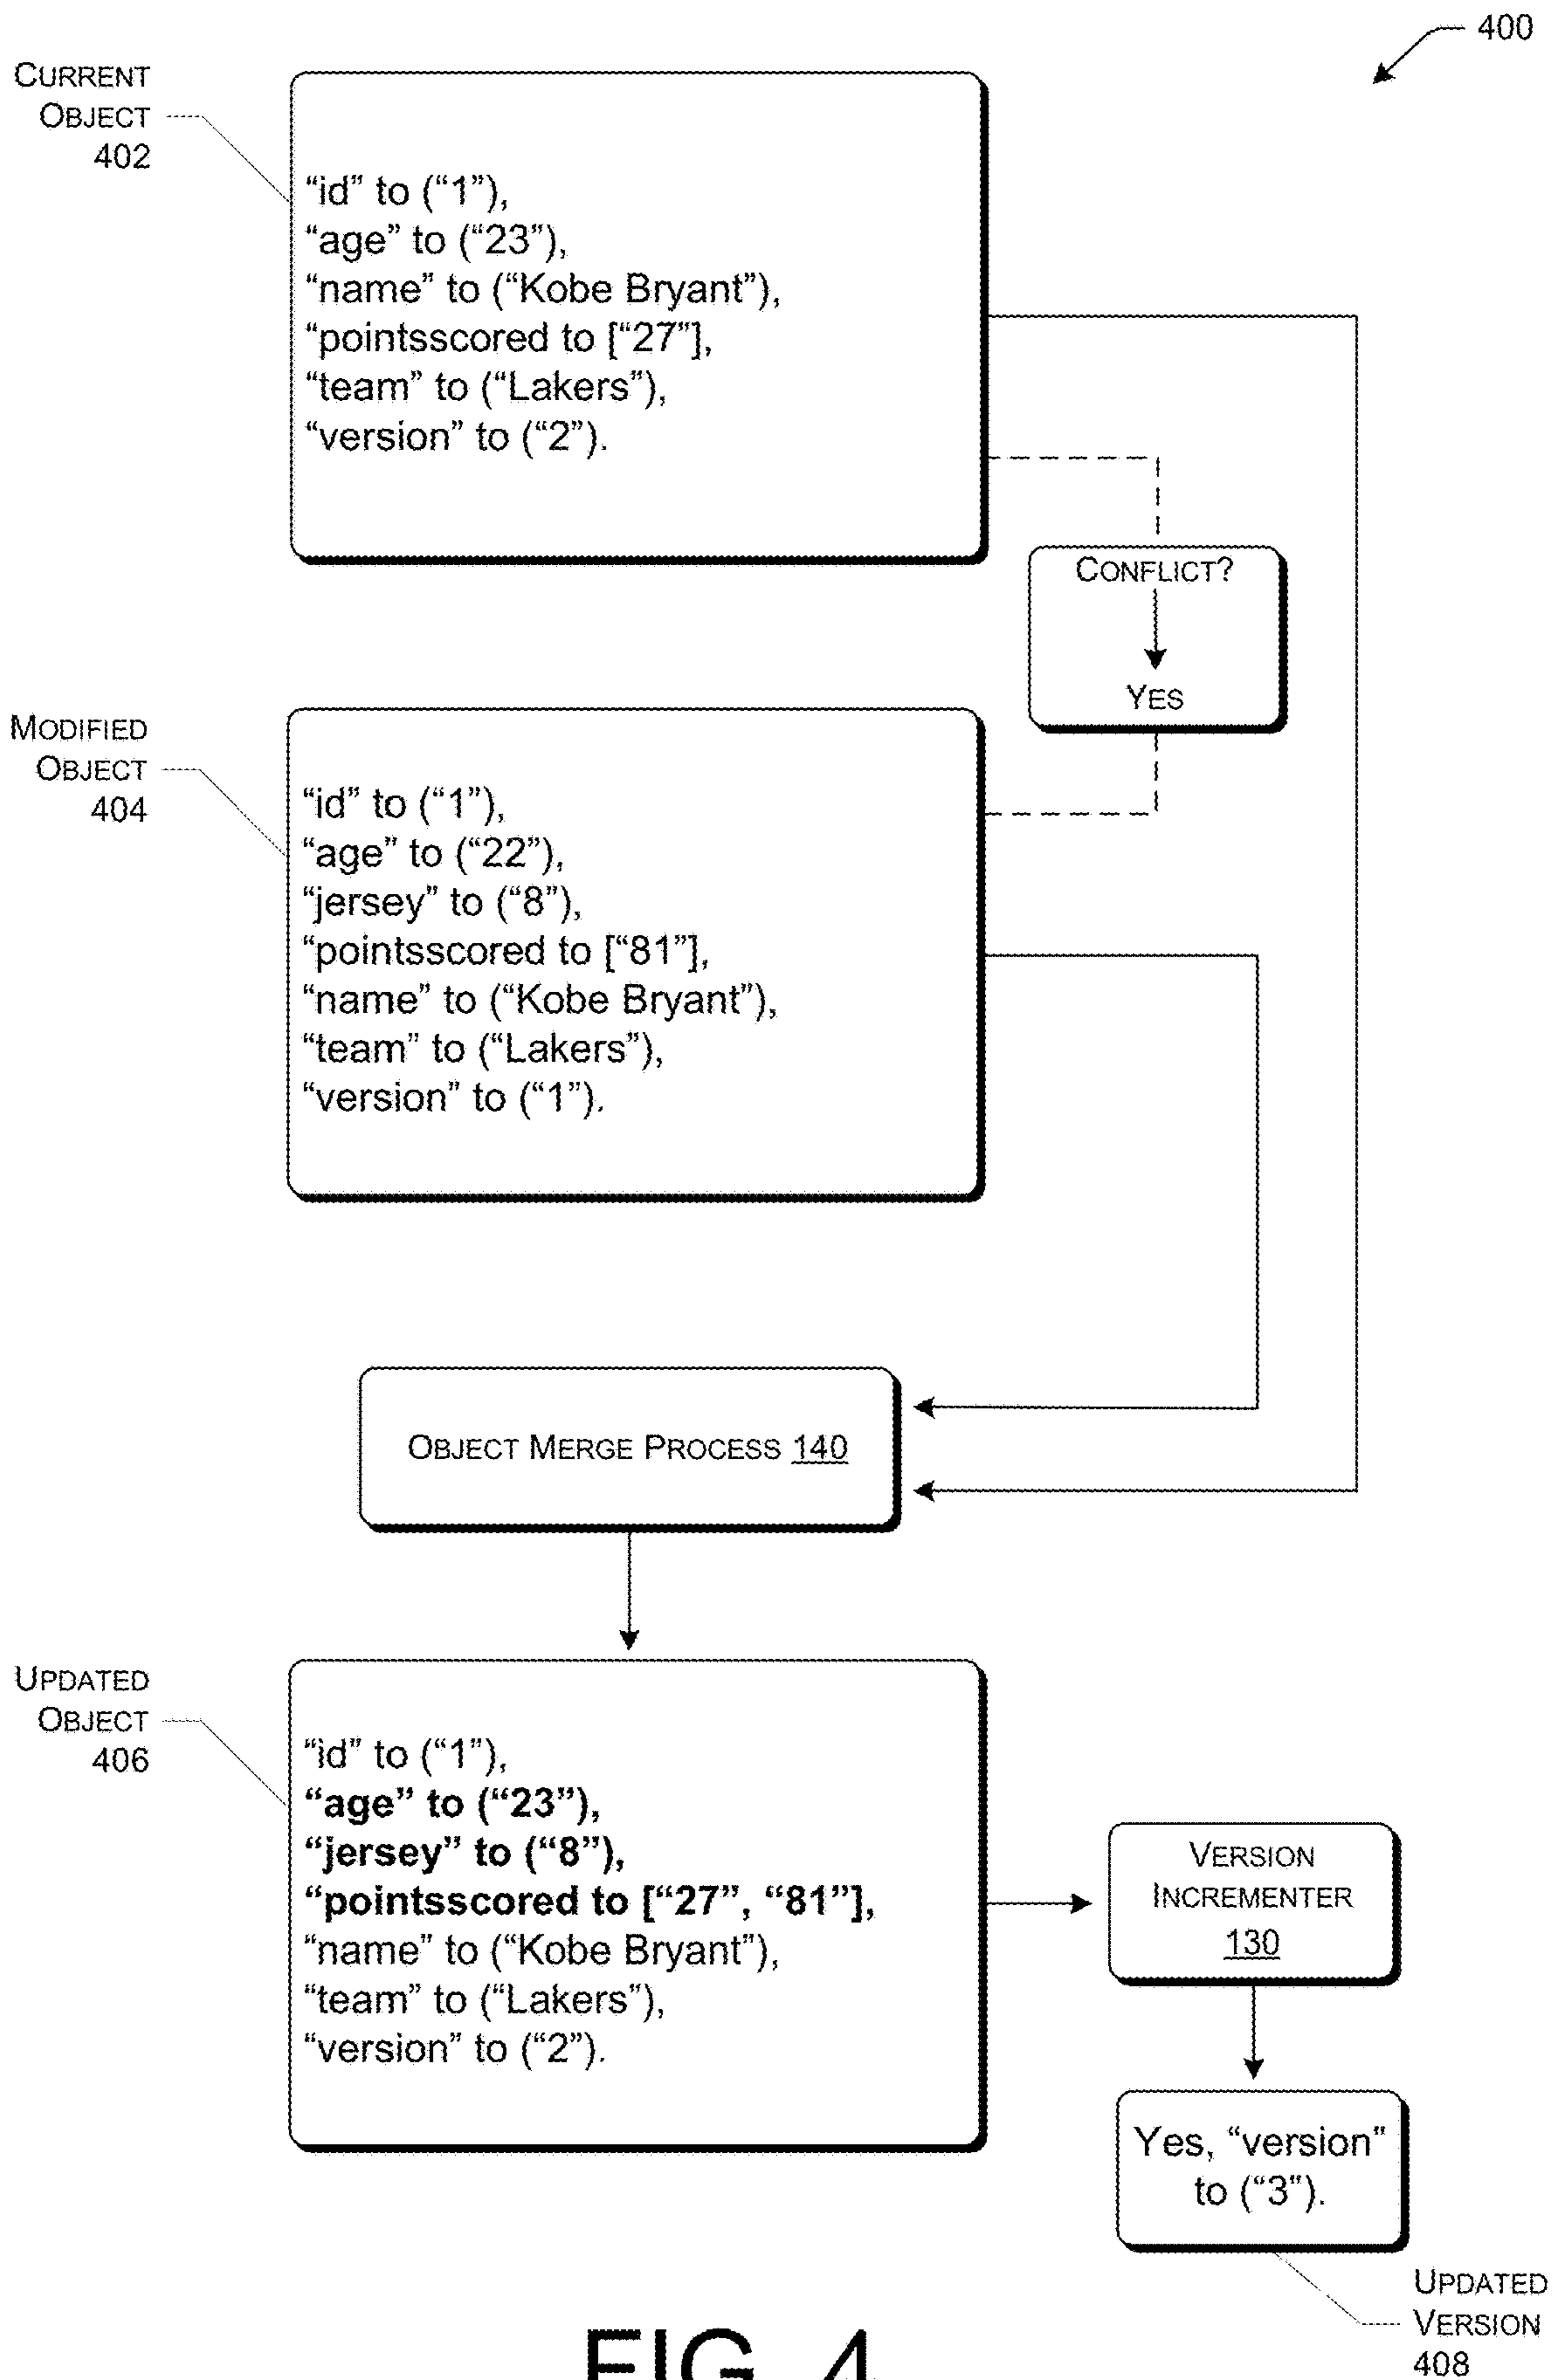 400
CURRENT
OBJECT
402
“id” to (“1”),
“age” to (“23”),
“name” to (“Kobe Bryant”),
“pointsscored to [“27”],
“team” to (“Lakers”),
“version” to (“2”).
CONFLICT?
YES
MODIFIED
OBJECT
404
“id” to (“1”),
“age” to (“22”),
“jersey” to (“8”),
“pointsscored to [“81”],
“name” to (“Kobe Bryant”),
“team” to (“Lakers”),
“version” to (“1”).
OBJECT MERGE PROCESS 140
UPDATED
OBJECT
406
“id” to (“1”),
“age” to (“23”),
“jersey” to (“8”),
“pointsscored to [“27”, “81”],
“name” to (“Kobe Bryant”),
“team” to (“Lakers”),
“version” to (“2”).
VERSION
INCREMENTER
130
Yes, “version”
to (“3”).
UPDATED
VERSION
408
FIG. 4